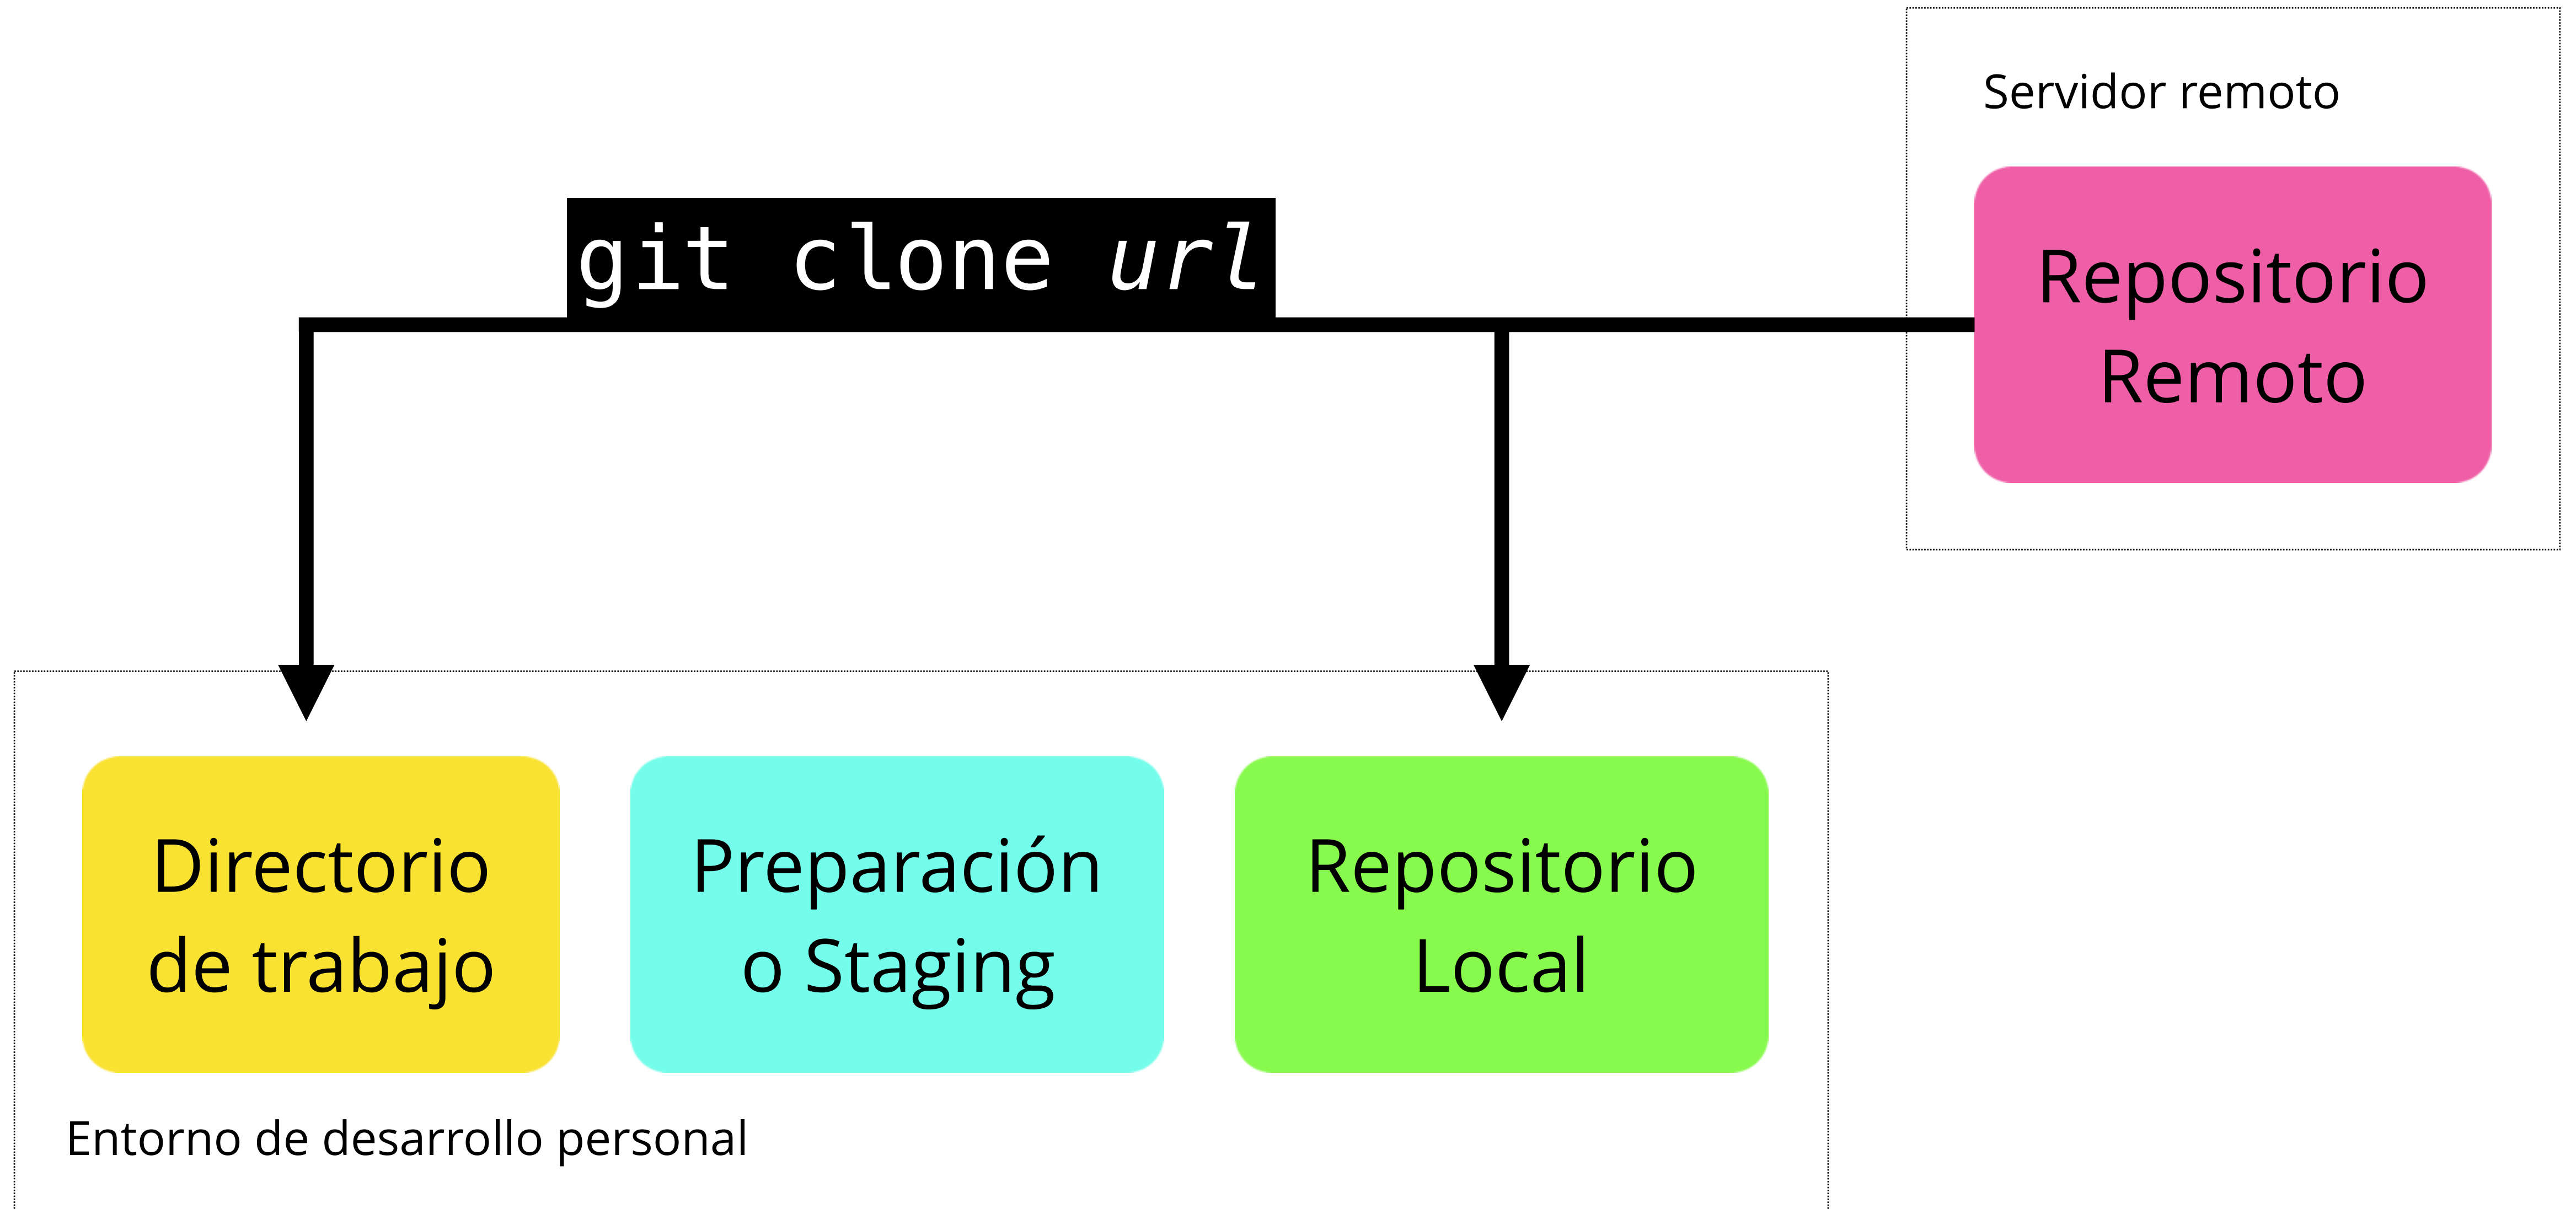 Servidor remoto
git clone url
Repositorio
Remoto
Directorio
de trabajo
Preparación
o Staging
Repositorio
Local
Entorno de desarrollo personal